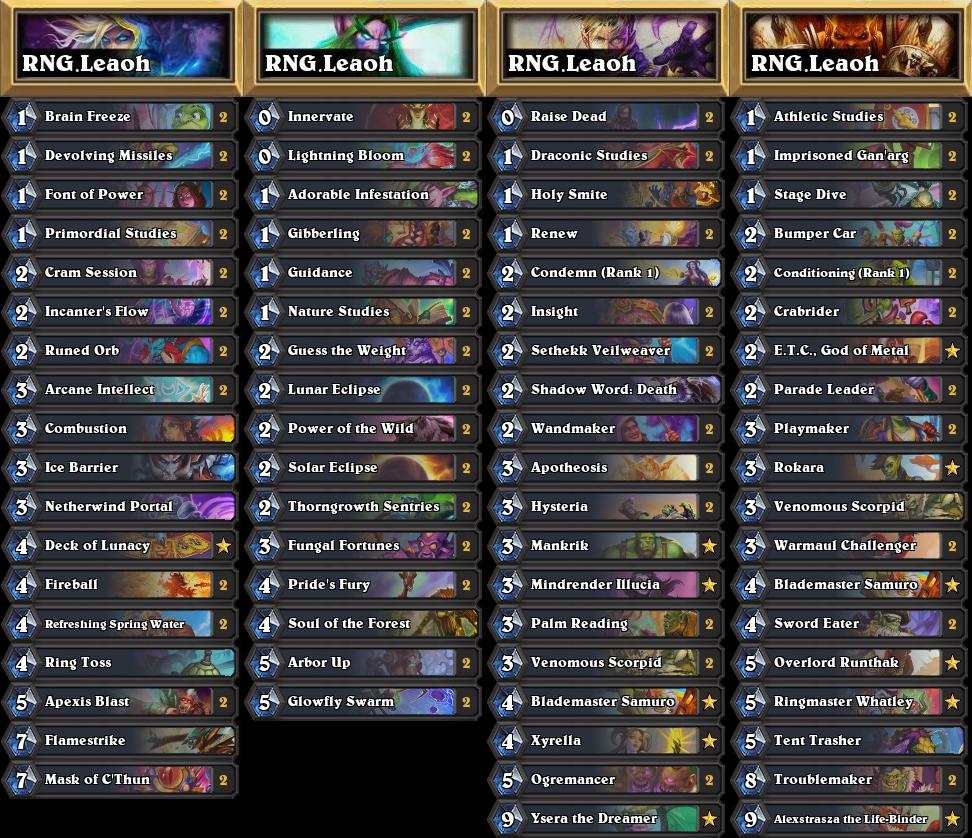 RNG.Leaoh
1 Brain Freeze 2
1 Devolving Missiles 2
1 Font of Power 2
1 Primordial Studies 2
2 Cram Session 2
2 Incanter's Flow 2
2 Runed Orb 2
3 Arcane Intellect 2
3 Combustion
3 Ice Barrier
3 Netherwind Portal
4 Deck of Lunacy
4 Fireball 2
4 Refreshing Spring Water 2
4 Ring Toss
5 Apexis Blast 2
7 Flamestrike
7 Mask of C'Thun 2
RNG.Leaoh
0 Innervate 2
0 Lightning Bloom 2
1 Adorable Infestation
1 Gibberling 2
1 Guidance 2
1 Nature Studies 2
2 Guess the Weight 2
2 Lunar Eclipse 2
2 Power of the Wild 2
2 Solar Eclipse 2
2 Thorngrowth Sentries 2
3 Fungal Fortunes 2
4 Pride's Fury 2
4 Soul of the Forest
5 Arbor Up 2
5 Glowfly Swarm 2
RNG.Leaoh
0 Raise Dead 2
1 Draconic Studies 2
1 Holy Smite
1 Renew 2
2 Condemn (Rank 1)
2 Insight 2
2 Sethekk Veilweaver 2
2 Shadow Word: Death
2 Wandmaker 2
3 Apotheosis 2
3 Hysteria 2
3 Mankrik
3 Mindrender Illucia
3 Palm Reading 2
3 Venomous Scorpid 2
4 Blademaster Samuro
4 Xyrella
5 Ogremancer 2
9 Ysera the Dreamer
RNG.Leaoh
1 Athletic Studies 2
1 Imprisoned Gan'arg 2
1 Stage Dive 2
2 Bumper Car 2
2 Conditioning (Rank 1) 2
2 Crabrider 2
2 E.T.C., God of Metal
2 Parade Leader 2
3 Playmaker 2
3 Rokara
3 Venomous Scorpid
3 Warmaul Challenger 2
4 Blademaster Samuro
4 Sword Eater 2
5 Overlord Runthak
5 Ringmaster Whatley
5 Tent Trasher
8 Troublemaker 2
9 Alexstrasza the Life-Binder